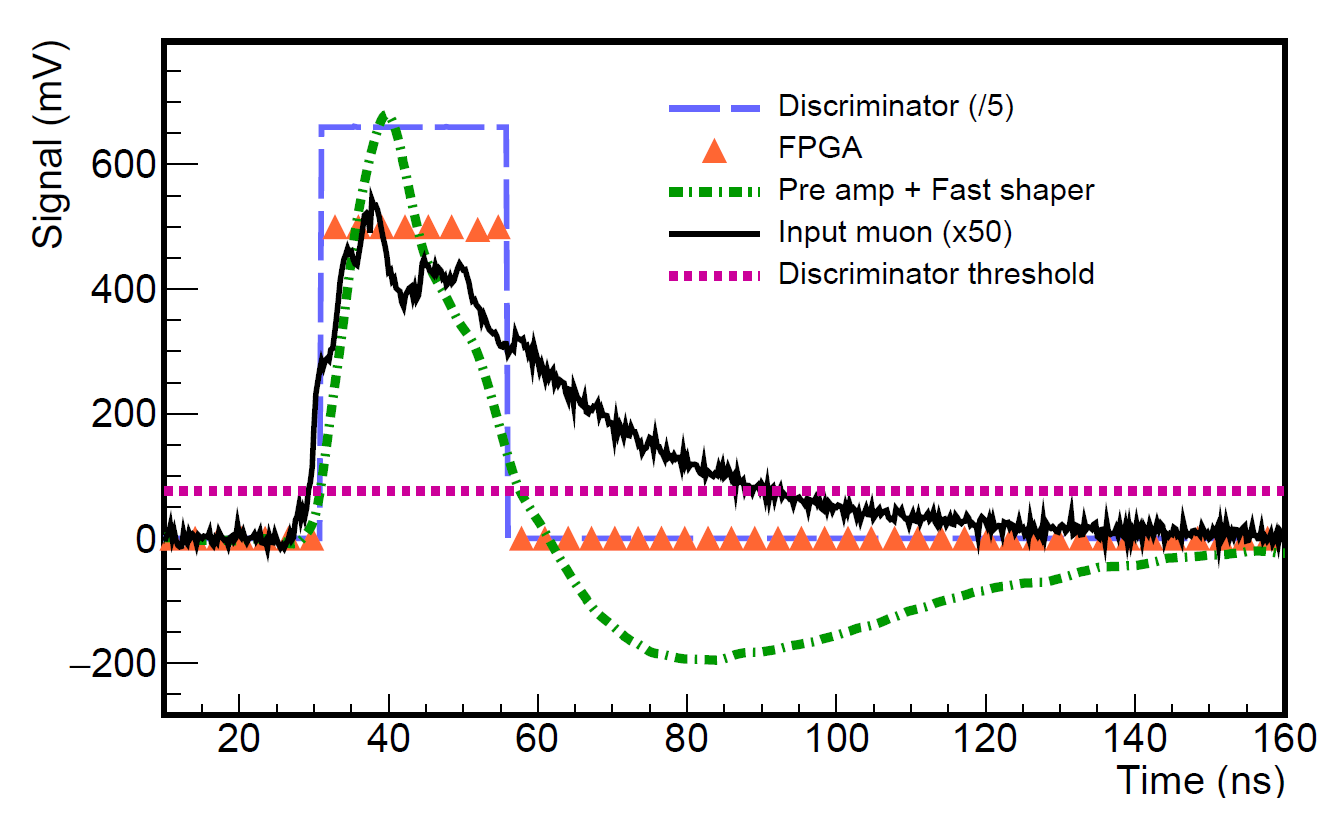 Signal (mV)
600
400
200
0
−200
Discriminator (/5)
FPGA
Pre amp + Fast shaper
Input muon (x50)
Discriminator threshold
20 40 60 80 100 120 140 160
Time (ns)